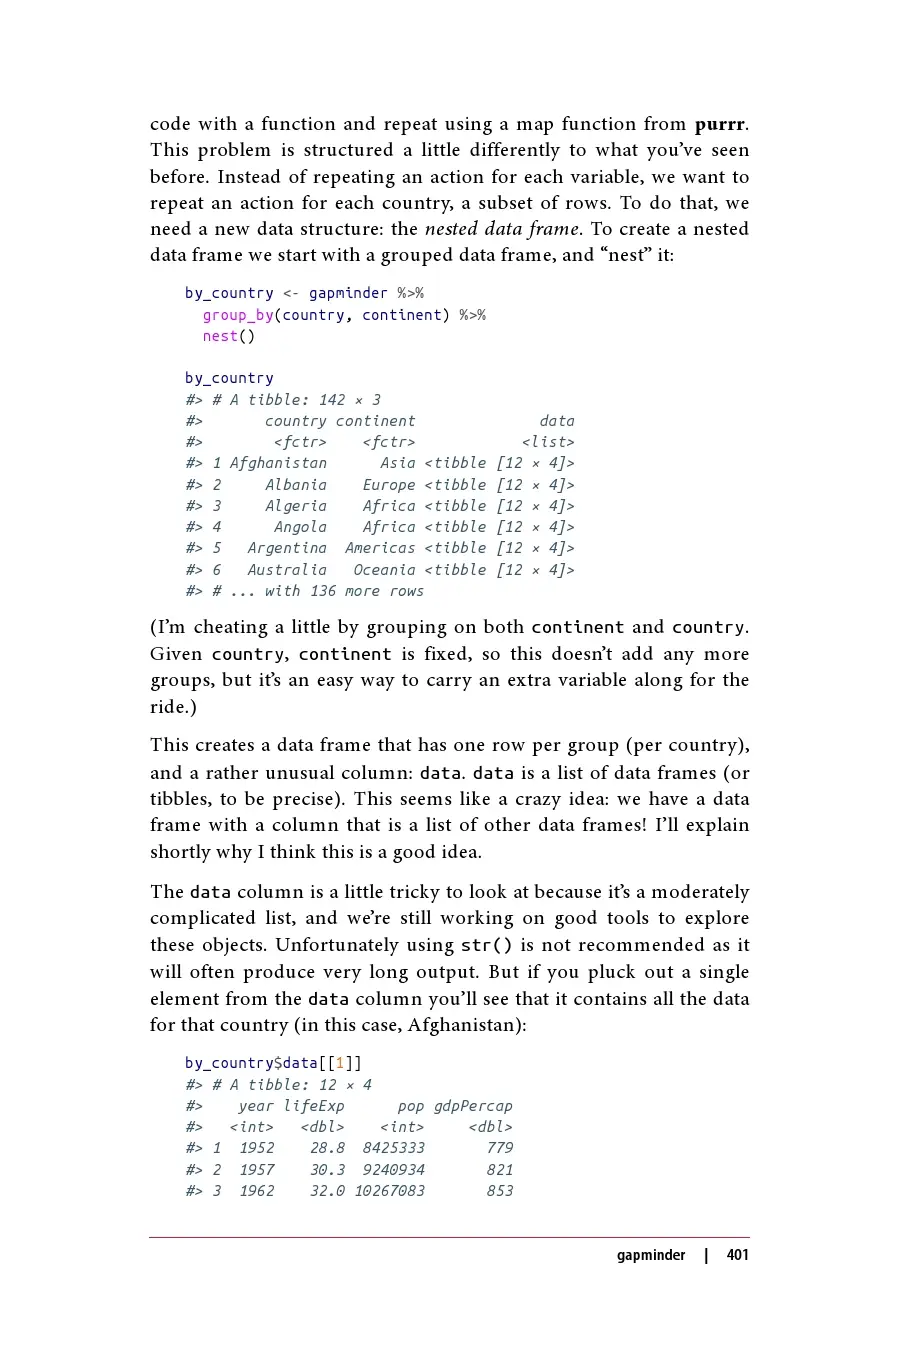 code with a function and repeat using a map function from purrr.
This problem is structured a little differently to what you’ve seen
before. Instead of repeating an action for each variable, we want to
repeat an action for each country, a subset of rows. To do that, we
need a new data structure: the nested data frame. To create a nested
data frame we start with a grouped data frame, and “nest” it:
by_country <- gapminder %>%
  group_by(country, continent) %>%
  nest()
by_country
#> # A tibble: 142 × 3
#>       country continent              data
#>        <fctr>    <fctr>            <list>
#> 1 Afghanistan      Asia <tibble [12 × 4]>
#> 2     Albania    Europe <tibble [12 × 4]>
#> 3     Algeria    Africa <tibble [12 × 4]>
#> 4      Angola    Africa <tibble [12 × 4]>
#> 5   Argentina  Americas <tibble [12 × 4]>
#> 6   Australia   Oceania <tibble [12 × 4]>
#> # ... with 136 more rows
(I’m cheating a little by grouping on both continent and country.
Given country, continent is fixed, so this doesn’t add any more
groups, but it’s an easy way to carry an extra variable along for the
ride.)
This creates a data frame that has one row per group (per country),
and a rather unusual column: data. data is a list of data frames (or
tibbles, to be precise). This seems like a crazy idea: we have a data
frame with a column that is a list of other data frames! I’ll explain
shortly why I think this is a good idea.
The data column is a little tricky to look at because it’s a moderately
complicated list, and we’re still working on good tools to explore
these objects. Unfortunately using str() is not recommended as it
will often produce very long output. But if you pluck out a single
element from the data column you’ll see that it contains all the data
for that country (in this case, Afghanistan):
by_country$data[[1]]
#> # A tibble: 12 × 4
#>    year lifeExp      pop gdpPercap
#>   <int>   <dbl>    <int>     <dbl>
#> 1  1952    28.8  8425333       779
#> 2  1957    30.3  9240934       821
#> 3  1962    32.0 10267083       853
gapminder | 401